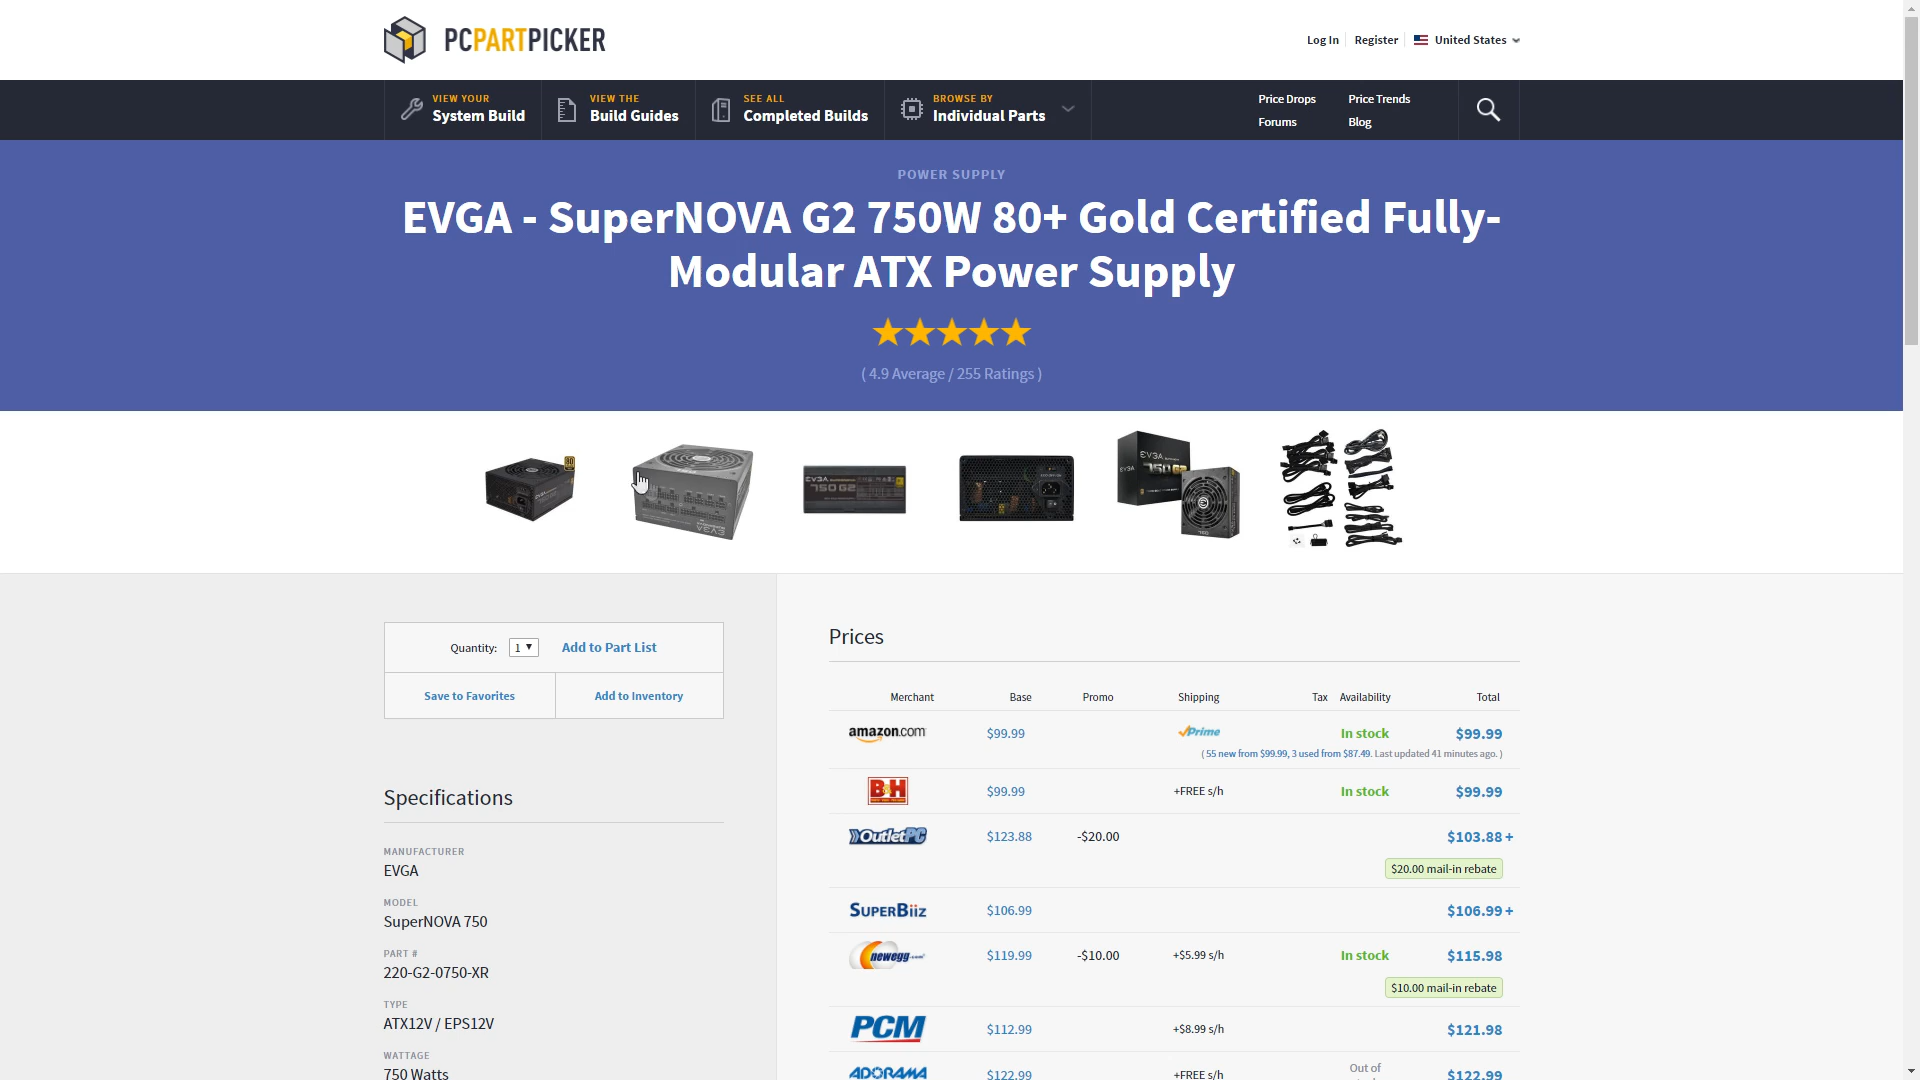 PCPARTPICKER
Log In
Register
United States
VIEW YOUR
System Build
VIEW THE
Build Guides
SEE ALL
Completed Builds
BROWSE BY
Individual Parts
Price Drops
Price Trends
Forums
Blog
POWER SUPPLY
EVGA - SuperNOVA G2 750W 80+ Gold Certified Fully-
Modular ATX Power Supply
( 4.9 Average / 255 Ratings )
EVGA
750 G2
EVGA
750 G2
Quantity: 1 Add to Part List
Save to Favorites
Add to Inventory
Specifications
MANUFACTURER
EVGA
MODEL
SuperNOVA 750
PART #
220-G2-0750-XR
TYPE
ATX12V / EPS12V
WATTAGE
750 Watts
Prices
Merchant Base Promo Shipping Tax Availability Total
amazon.com $99.99 Prime In stock $99.99
( 55 new from $99.99, 3 used from $87.49. Last updated 41 minutes ago. )
B&H $99.99 +FREE s/h In stock $99.99
OutletPC $123.88 -$20.00 $103.88 +
$20.00 mail-in rebate
SUPERBiiz $106.99 $106.99 +
newegg.com $119.99 -$10.00 +$5.99 s/h In stock $115.98
$10.00 mail-in rebate
PCM $112.99 +$8.99 s/h $121.98
ADORAMA $122.99 +FREE s/h Out of $122.99